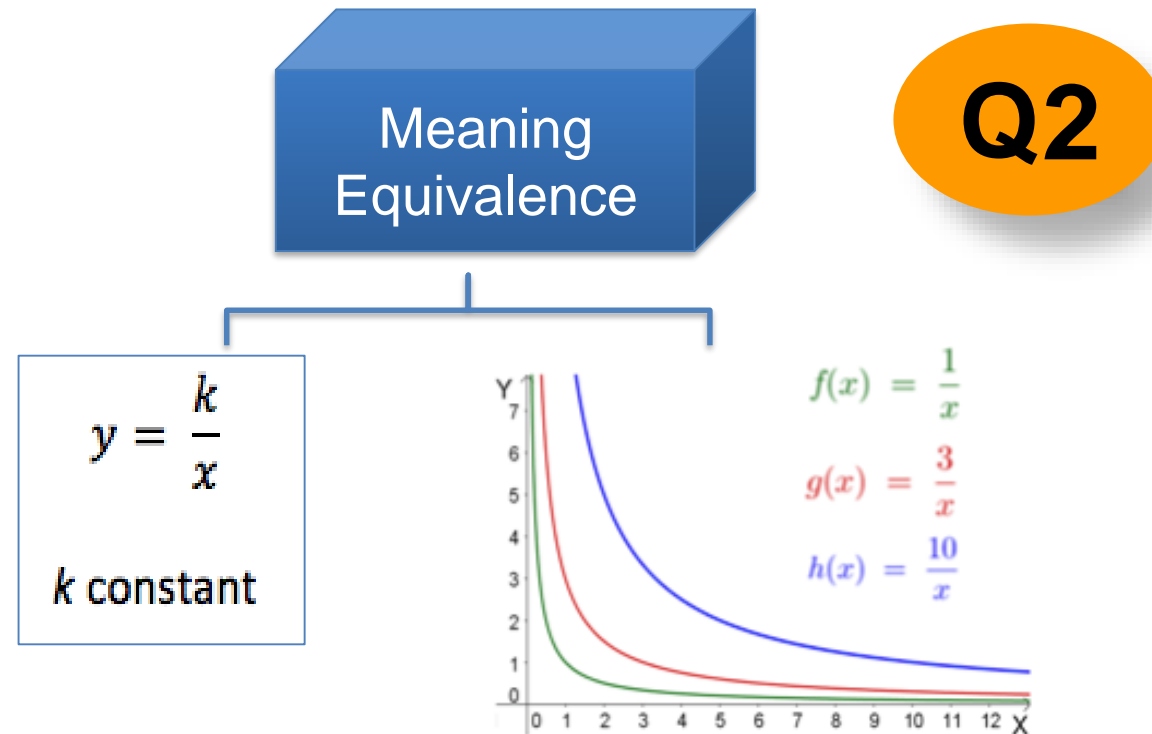 Meaning
Equivalence
Q2
y = k/x
k constant
f(x) = 1/x
g(x) = 3/x
h(x) = 10/x
Y
7
6
5
4
3
2
1
0
0 1 2 3 4 5 6 7 8 9 10 11 12 X